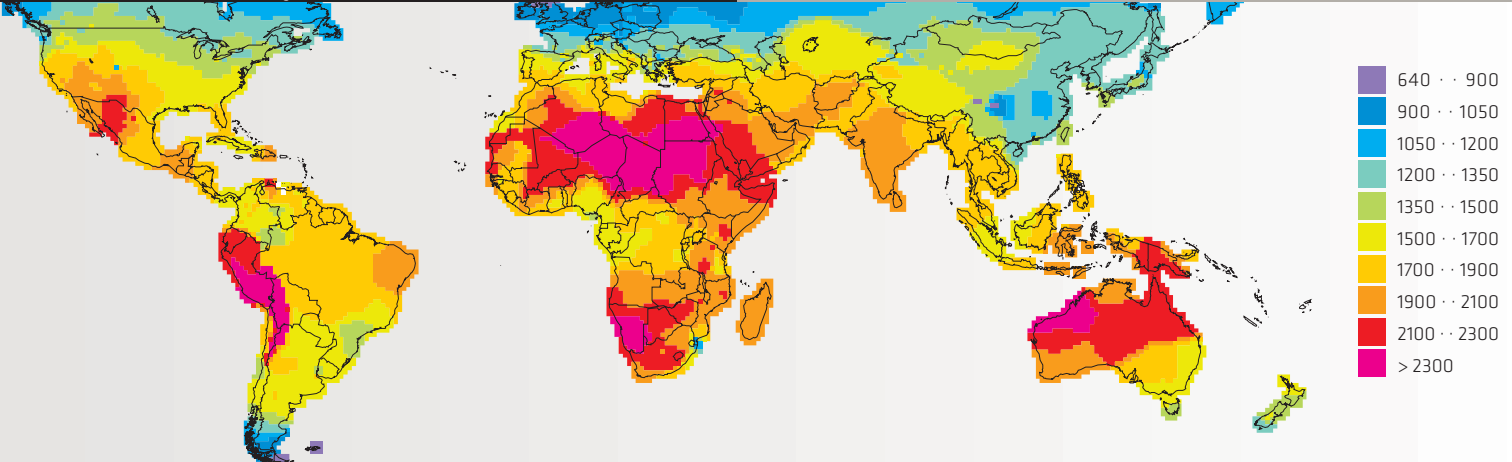 640 · · 900
900 · · 1050
1050 · · 1200
1200 · · 1350
1350 · · 1500
1500 · · 1700
1700 · · 1900
1900 · · 2100
2100 · · 2300
> 2300